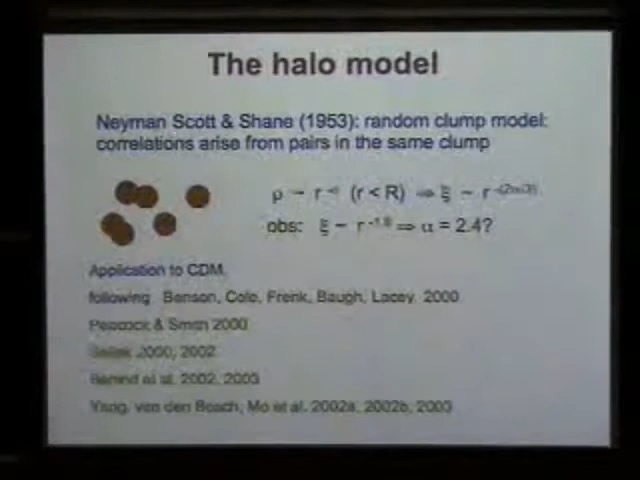 The halo model
Neyman Scott & Shane (1953): random clump model:
correlations arise from pairs in the same clump
ρ ~ r^-α (r < R) ⇒ ξ ~ r^-(2α-3)
obs: ξ ~ r^-1.8 ⇒ α = 2.4?
Application to CDM,
following Benson, Cole, Frenk, Baugh, Lacey 2000
Peacock & Smith 2000
Seljak 2000, 2002
Berlind et al 2002, 2003
Yang, van den Bosch, Mo et al. 2002a, 2002b, 2003